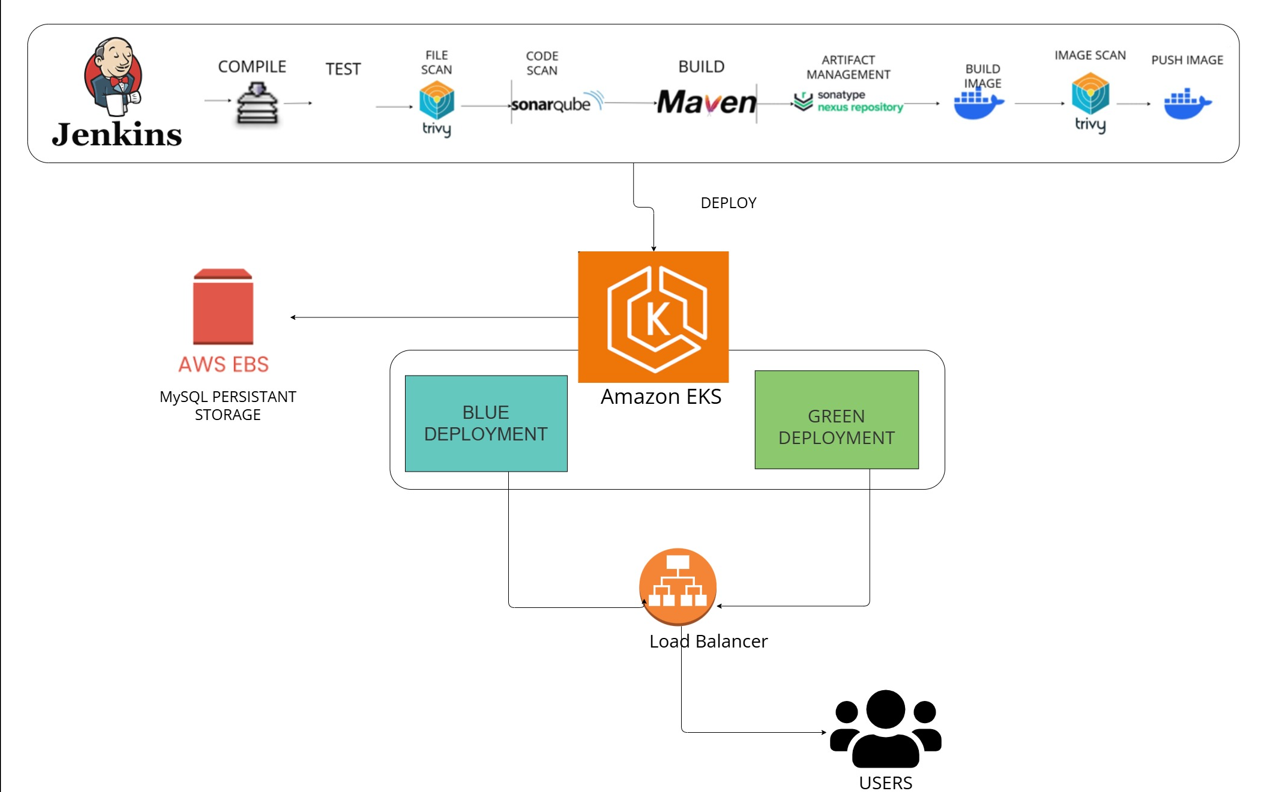 Jenkins
COMPILE
TEST
FILE
SCAN
trivy
CODE
SCAN
sonarqube
BUILD
Maven
ARTIFACT
MANAGEMENT
sonatype
nexus repository
BUILD
IMAGE
IMAGE SCAN
trivy
PUSH IMAGE
DEPLOY
K
Amazon EKS
AWS EBS
MySQL PERSISTANT
STORAGE
BLUE
DEPLOYMENT
GREEN
DEPLOYMENT
Load Balancer
USERS